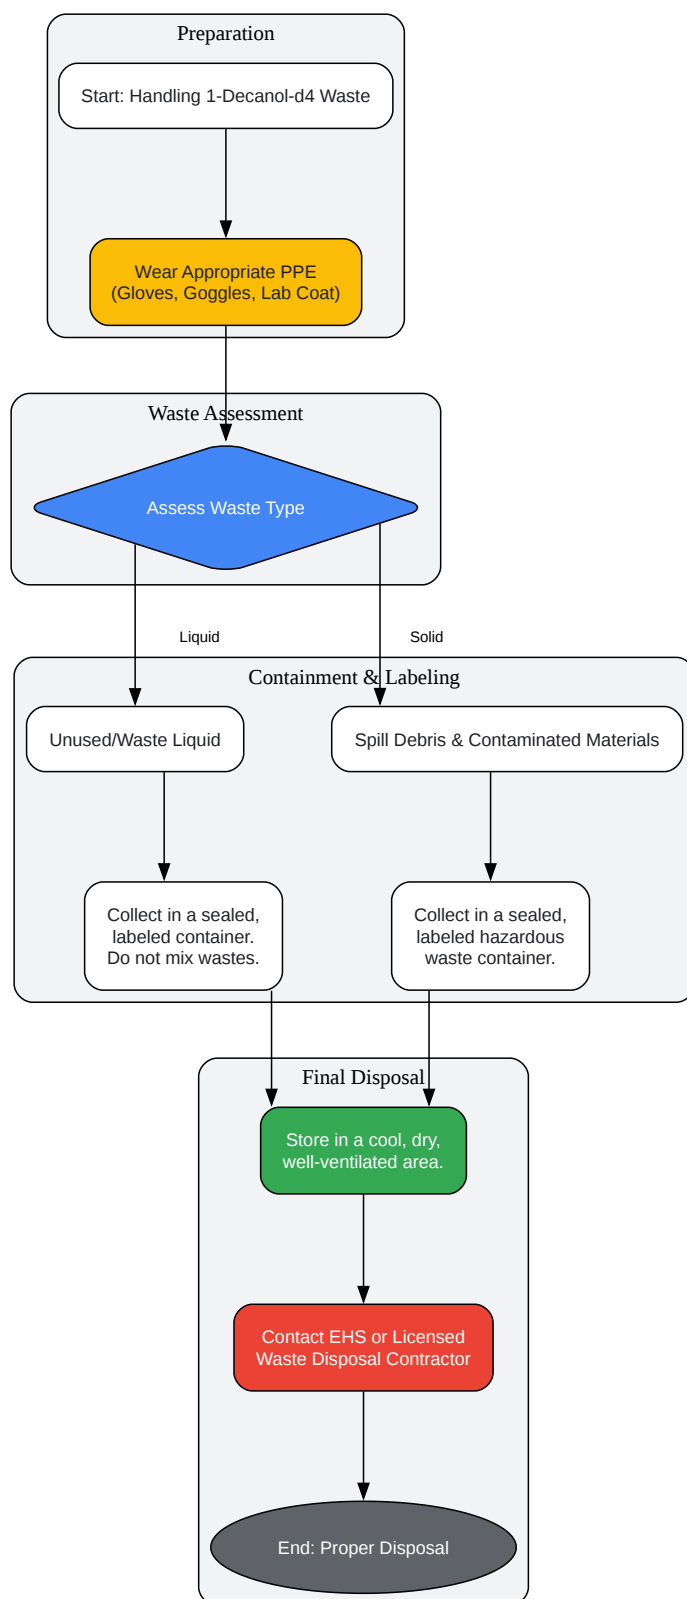 Preparation
Start: Handling 1-Decanol-d4 Waste
Wear Appropriate PPE
(Gloves, Goggles, Lab Coat)
Waste Assessment
Assess Waste Type
Liquid
Solid
Containment & Labeling
Unused/Waste Liquid
Spill Debris & Contaminated Materials
Collect in a sealed,
labeled container.
Do not mix wastes.
Collect in a sealed,
labeled hazardous
waste container.
Final Disposal
Store in a cool, dry,
well-ventilated area.
Contact EHS or Licensed
Waste Disposal Contractor
End: Proper Disposal